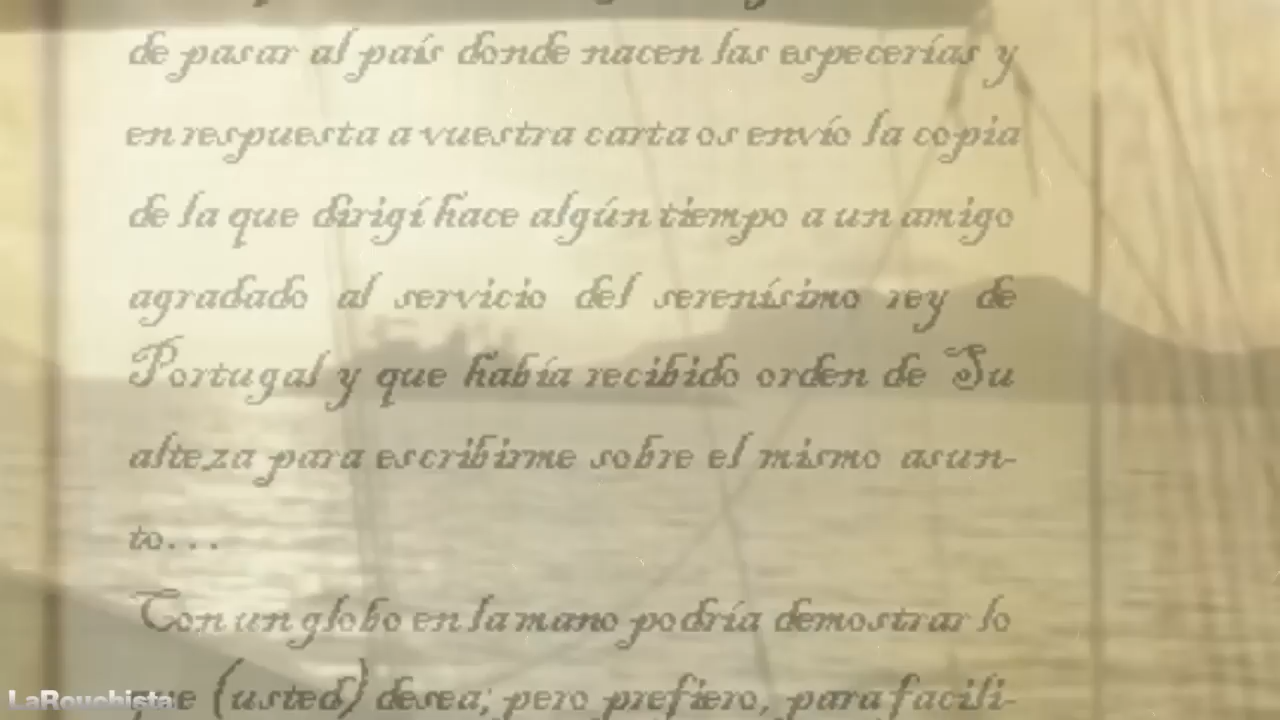 de pasar al país donde nacen las especerías y
en respuesta a vuestra carta os envío la copia
de la que dirigí hace algún tiempo a un amigo
agradado al servicio del serenísimo rey de
Portugal y que había recibido orden de Su
alteza para escribirme sobre el mismo asun-
to...
Con un globo en la mano podría demostrar lo
que (usted) desea; pero prefiero, para facili-
LaRouchista